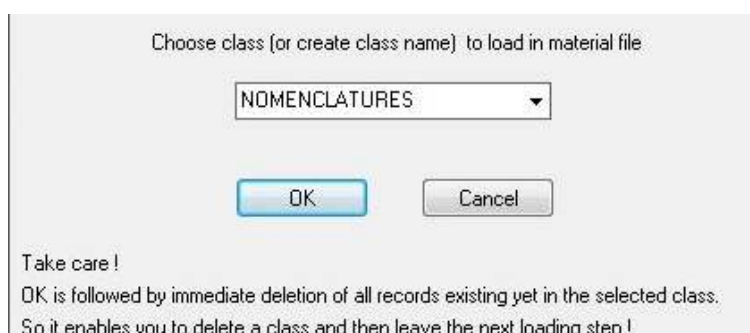 Choose class (or create class name) to load in material file
NOMENCLATURES
OK Cancel
Take care !
OK is followed by immediate deletion of all records existing yet in the selected class.
So it enables you to delete a class and then leave the next loading step !